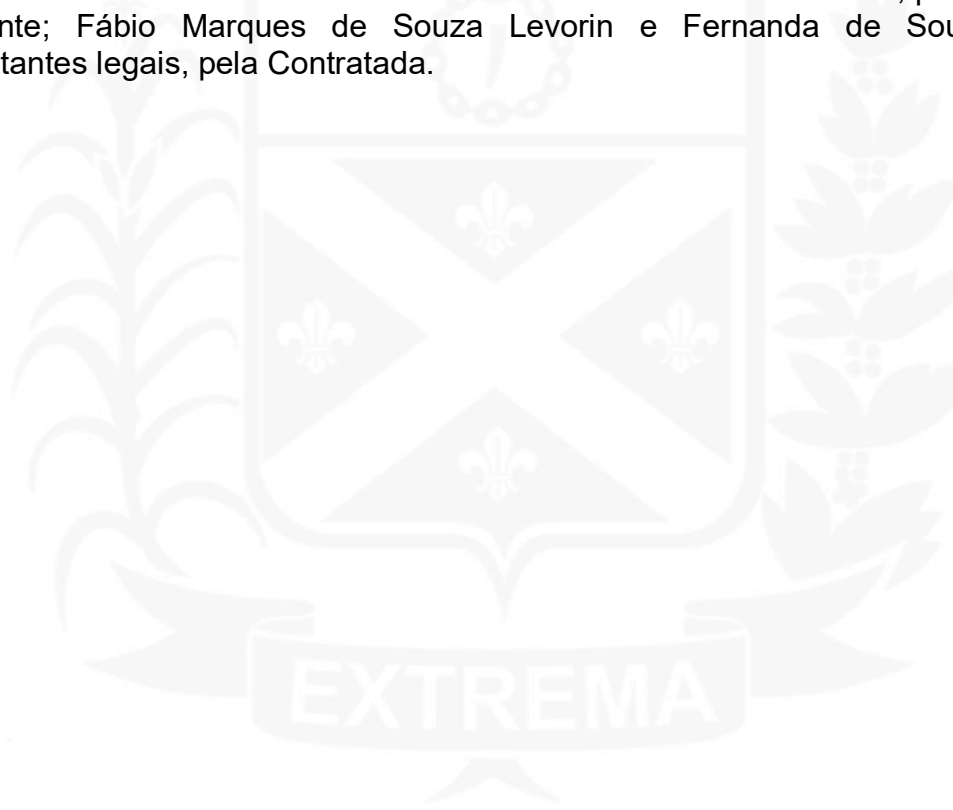 nte; Fábio Marques de Souza Levorin e Fernanda de Sou
tantes legais, pela Contratada.
EXTREMA